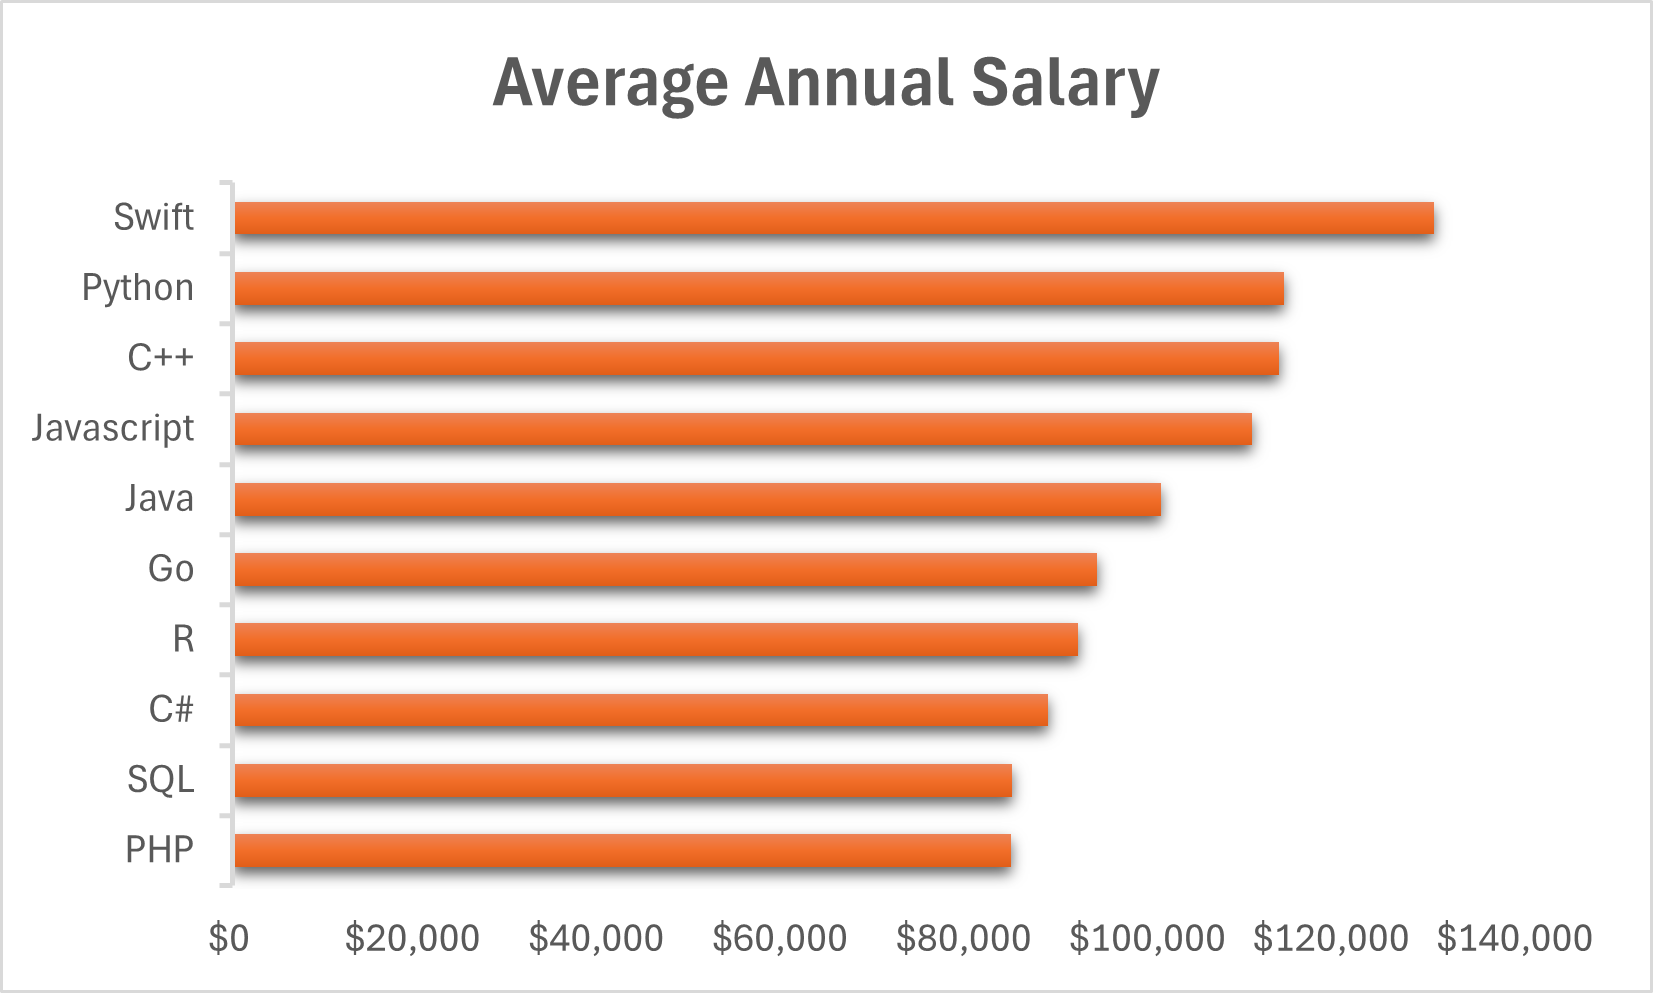 Average Annual Salary
Swift
Python
C++
Javascript
Java
Go
R
C#
SQL
PHP
$0 $20,000 $40,000 $60,000 $80,000 $100,000 $120,000 $140,000